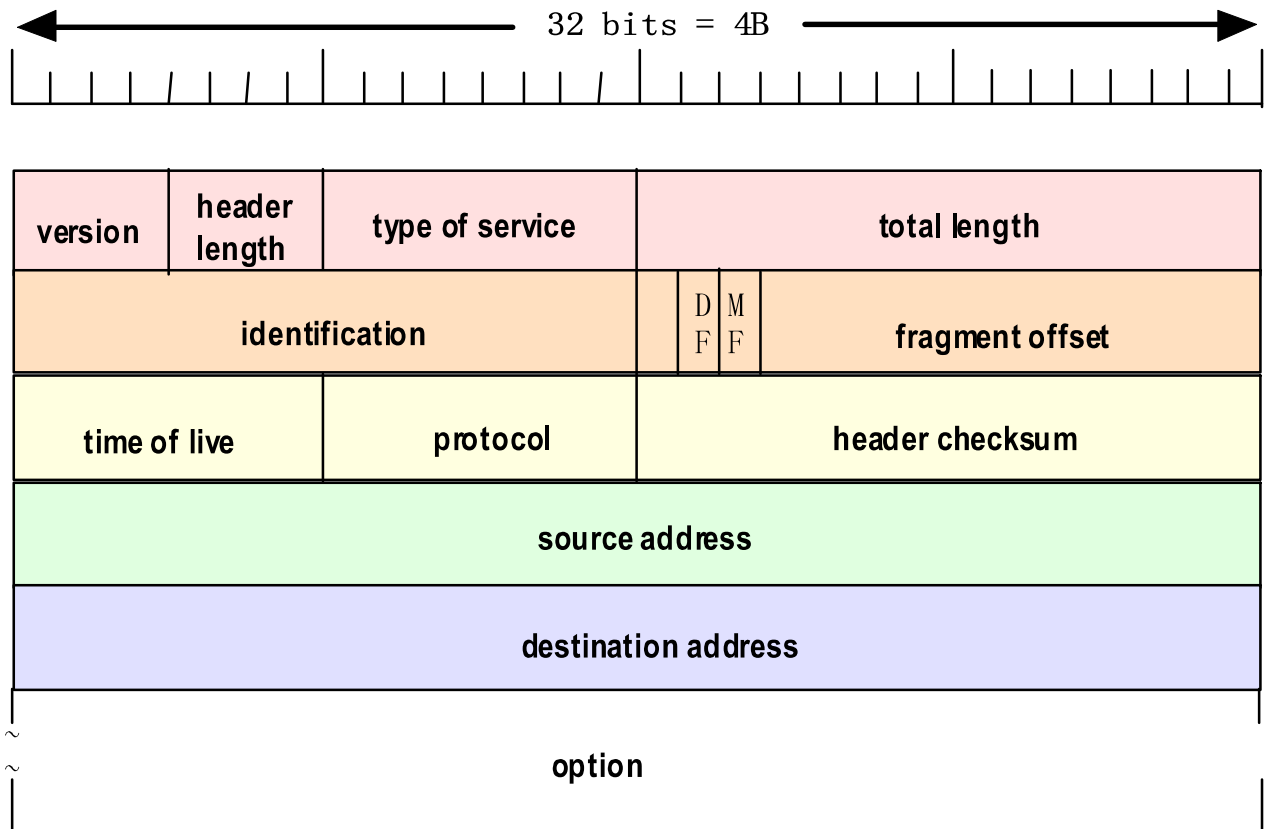 32 bits = 4B
version
header
length
type of service
total length
identification
D
F
M
F
fragment offset
time of live
protocol
header checksum
source address
destination address
~
~
option